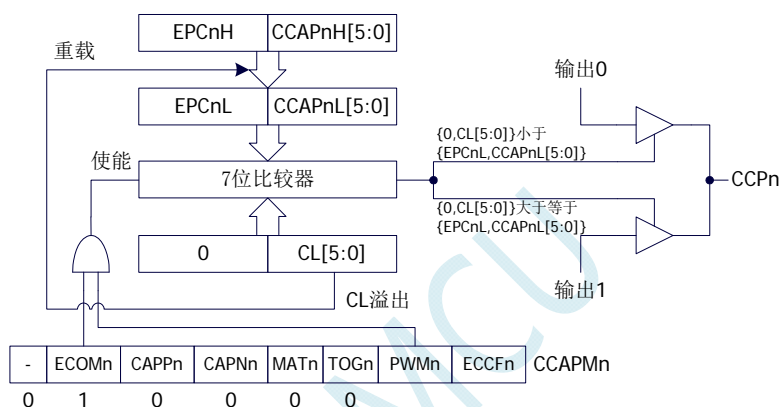 EPCnH CCAPnH[5:0]
重载
EPCnL CCAPnL[5:0]
输出0
{0,CL[5:0]}小于
{EPCnL,CCAPnL[5:0]}
使能
7位比较器
CCPn
{0,CL[5:0]}大于等于
{EPCnL,CCAPnL[5:0]}
0 CL[5:0]
输出1
CL溢出
- ECOMn CAPPn CAPNn MATn TOGn PWMn ECCFn CCAPMn
0 1 0 0 0 0
MCU